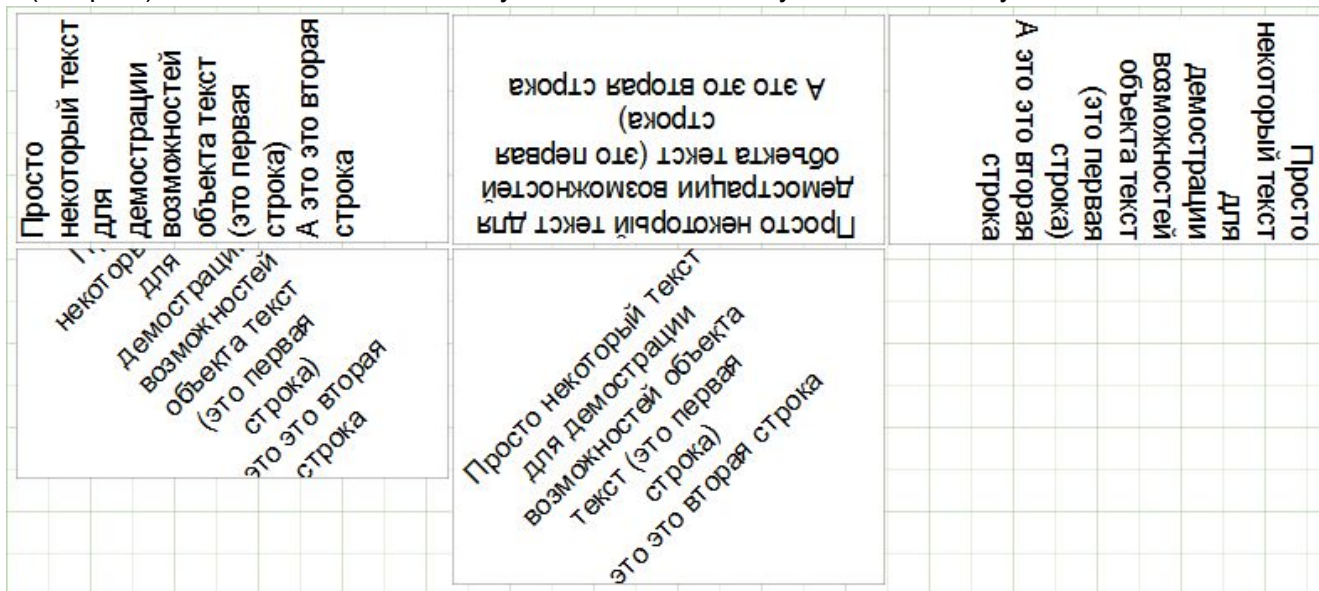 Просто
некоторый текст
для
демострации
возможностей
объекта текст
(это первая
строка)
А это это вторая
строка
Просто некоторый текст для
демострации возможностей
объекта текст (это первая
строка)
А это это вторая строка
Просто
некоторый текст
для
демострации
возможностей
объекта текст
(это первая
строка)
А это это вторая
строка
для
возможностей
объекта текст
(это первая
строка)
это это вторая
строка
Просто некоторый текст
для демострации
возможностей объекта
текст (это первая
строка)
это это вторая строка